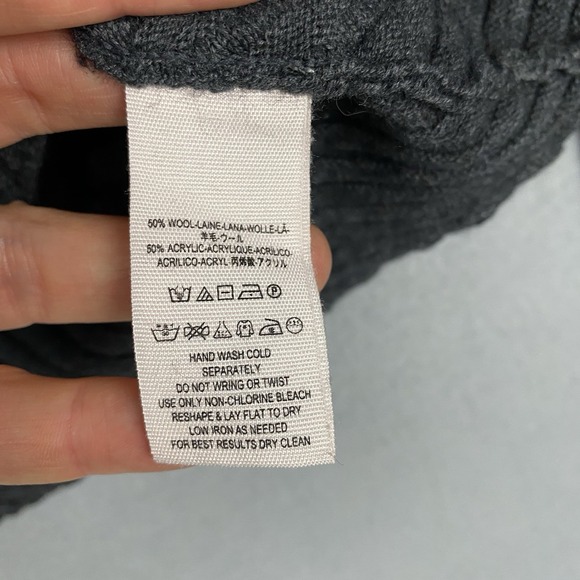 50% WOOL-LAINE-LANA-WOLLE-LÃ-
羊毛-ウール
50% ACRYLIC-ACRYLIQUE-ACRILICO-
ACRILICO-ACRYL-丙烯酸-アクリル
HAND WASH COLD
SEPARATELY
DO NOT WRING OR TWIST
USE ONLY NON-CHLORINE BLEACH
RESHAPE & LAY FLAT TO DRY
LOW IRON AS NEEDED
FOR BEST RESULTS DRY CLEAN